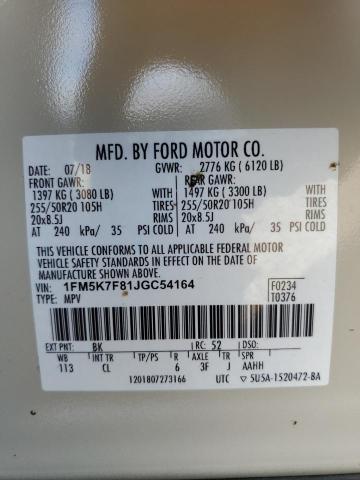 MFD. BY FORD MOTOR CO.
DATE: 07/18 GVWR: 2776 KG ( 6120 LB)
FRONT GAWR: REAR GAWR:
1397 KG ( 3080 LB) 1497 KG ( 3300 LB)
255/50R20 105H TIRES 255/50R20 105H
20x8.5J RIMS 20x8.5J
AT 240 kPa/ 35 PSI COLD AT 240 kPa/ 35 PSI COLD
THIS VEHICLE CONFORMS TO ALL APPLICABLE FEDERAL MOTOR
VEHICLE SAFETY STANDARDS IN EFFECT ON THE DATE OF
MANUFACTURE SHOWN ABOVE.
VIN: 1FM5K7F81JGC54164 F0234
TYPE: MPV T0376
EXT PNT: BK RC: 52 DSO:
WB INT TR TP/PS R AXLE TR SPR
113 CL 6 3F J AAHH
1201807273166 UTC 5U5A-1520472-BA